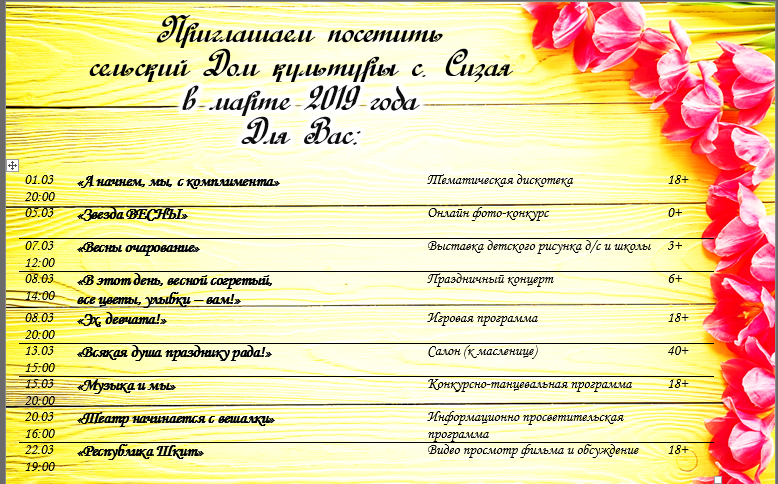 Приглашаем посетить
сельский Дом культуры с. Сизая
в марте 2019 года
Для Вас:
01.03 «А начнем, мы, с комплимента» Тематическая дискотека 18+
20:00
05.03 «Звезда ВЕСНЫ» Онлайн фото-конкурс 0+
07.03 «Весны очарование» Выставка детского рисунка д/с и школы 3+
12:00
08.03 «В этот день, весной согретый, Праздничный концерт 6+
14:00 все цветы, улыбки – вам!»
08.03 «Эх, девчата!» Игровая программа 18+
20:00
13.03 «Всякая душа празднику рада!» Салон (к масленице) 40+
15:00
15.03 «Музыка и мы» Конкурсно-танцевальная программа 18+
20:00
20.03 «Театр начинается с вешалки» Информационно просветительская
16:00 программа
22.03 «Республика Шкит» Видео просмотр фильма и обсуждение 18+
19:00